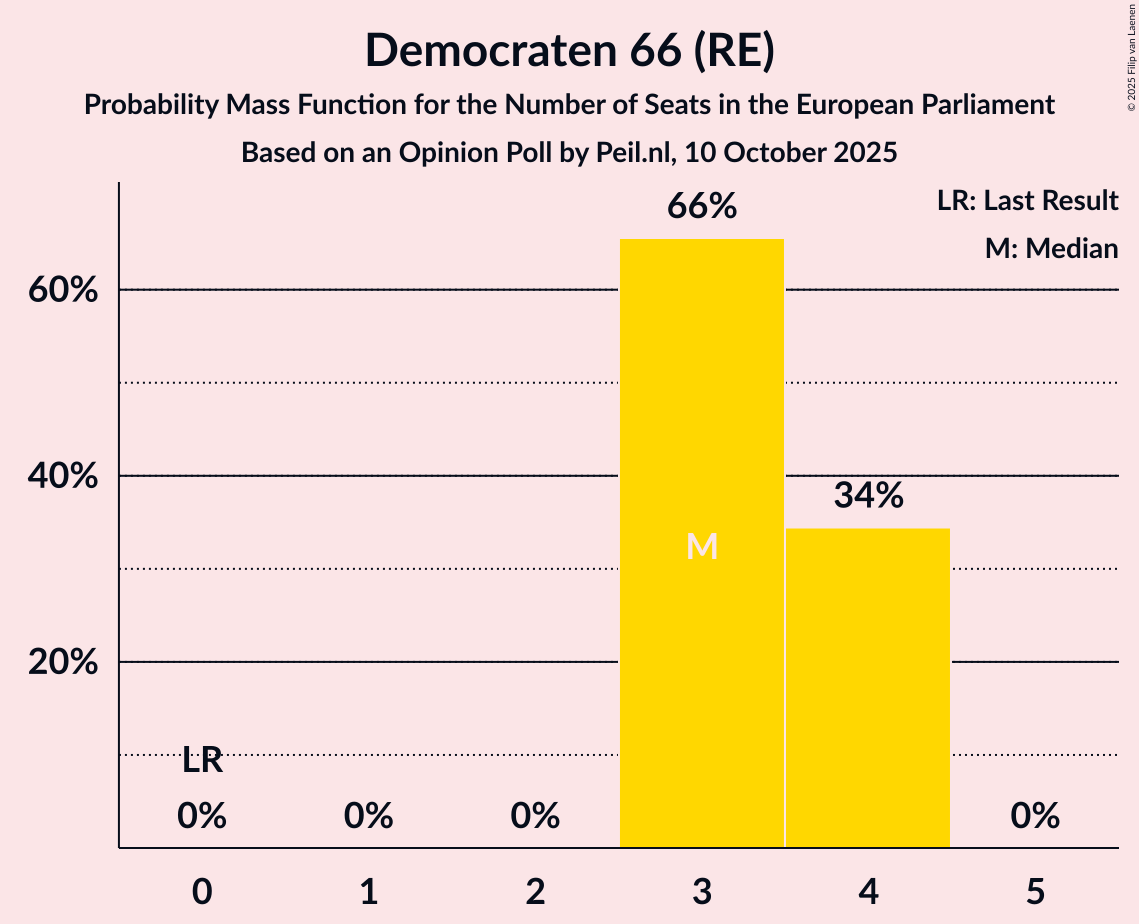 Democraten 66 (RE)
Probability Mass Function for the Number of Seats in the European Parliament
Based on an Opinion Poll by Peil.nl, 10 October 2025
© 2025 Filip van Laenen
LR: Last Result
M: Median
66%
60%
40%
34%
M
20%
LR
0%
0%
0%
0%
0
1
2
3
4
5